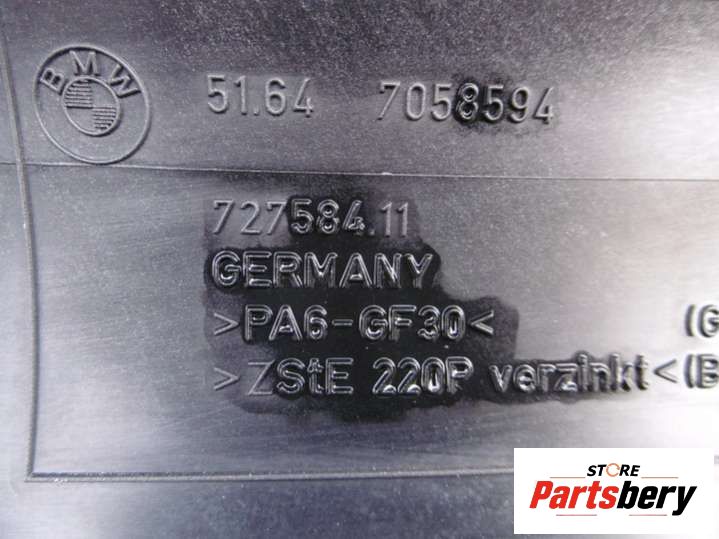 BMW
51.64 7058594
727584.11
GERMANY
>PA6-GF30< (G
>ZStE 220P verzinkt< (B
STORE
Partsbery